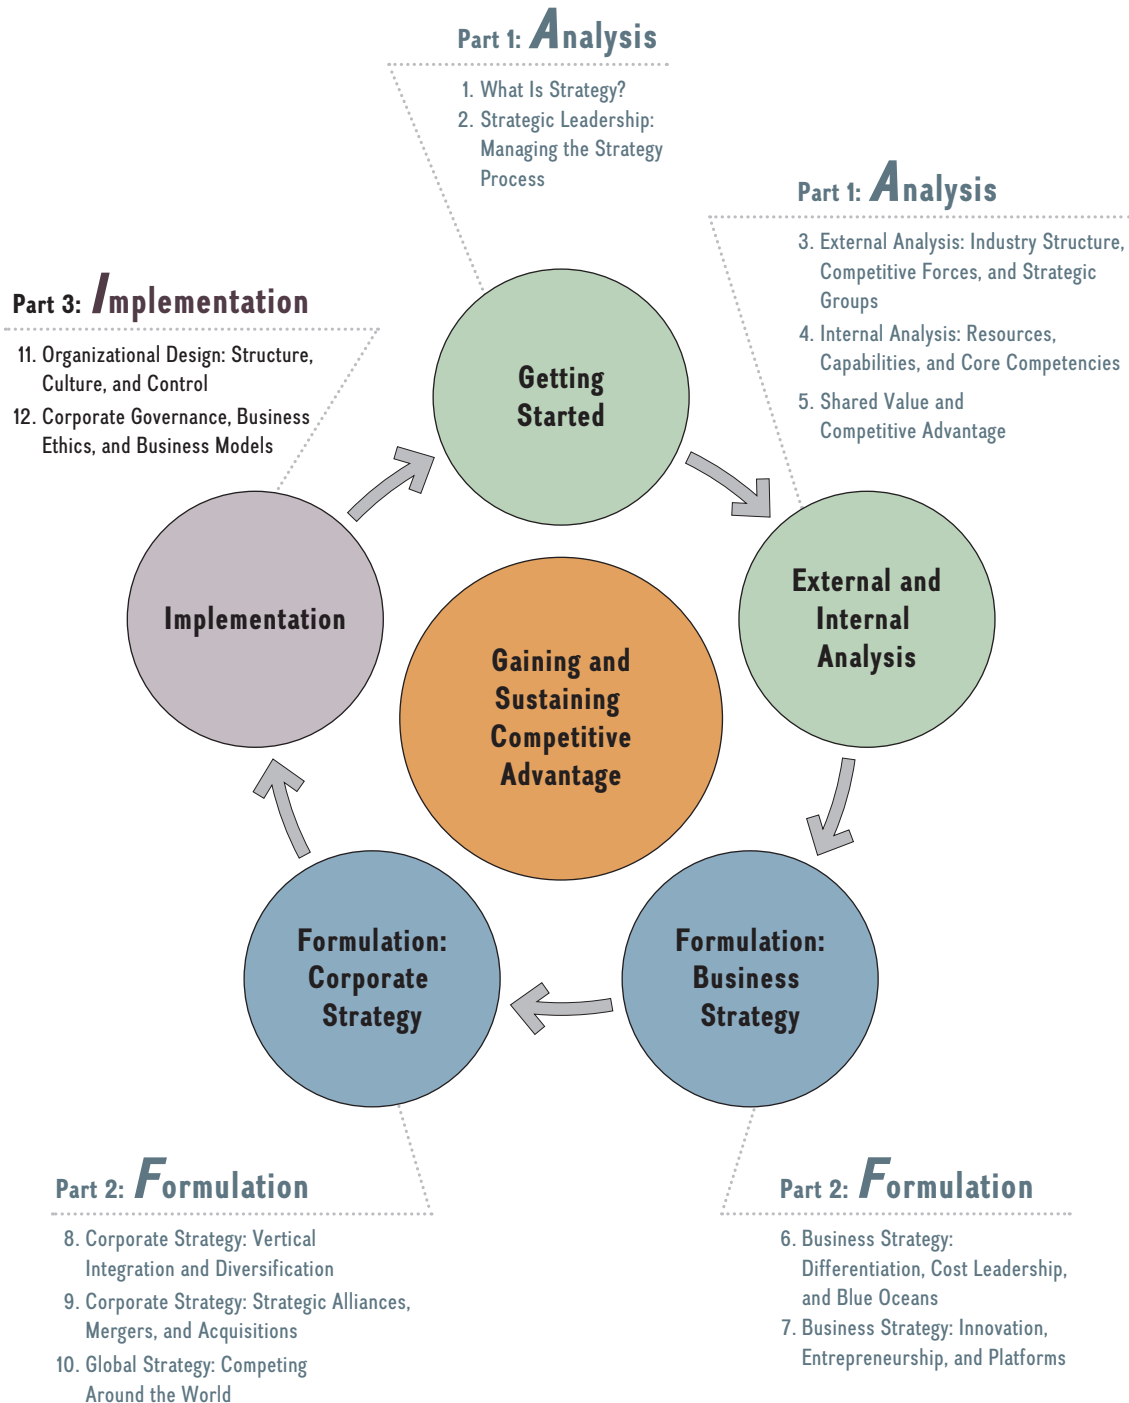 Part 1: Analysis
1. What Is Strategy?
2. Strategic Leadership:
Managing the Strategy
Process
Part 1: Analysis
3. External Analysis: Industry Structure,
Competitive Forces, and Strategic
Groups
4. Internal Analysis: Resources,
Capabilities, and Core Competencies
5. Shared Value and
Competitive Advantage
Part 3: Implementation
11. Organizational Design: Structure,
Culture, and Control
12. Corporate Governance, Business
Ethics, and Business Models
Getting
Started
External and
Internal
Analysis
Implementation
Gaining and
Sustaining
Competitive
Advantage
Formulation:
Corporate
Strategy
Formulation:
Business
Strategy
Part 2: Formulation
8. Corporate Strategy: Vertical
Integration and Diversification
9. Corporate Strategy: Strategic Alliances,
Mergers, and Acquisitions
10. Global Strategy: Competing
Around the World
Part 2: Formulation
6. Business Strategy:
Differentiation, Cost Leadership,
and Blue Oceans
7. Business Strategy: Innovation,
Entrepreneurship, and Platforms